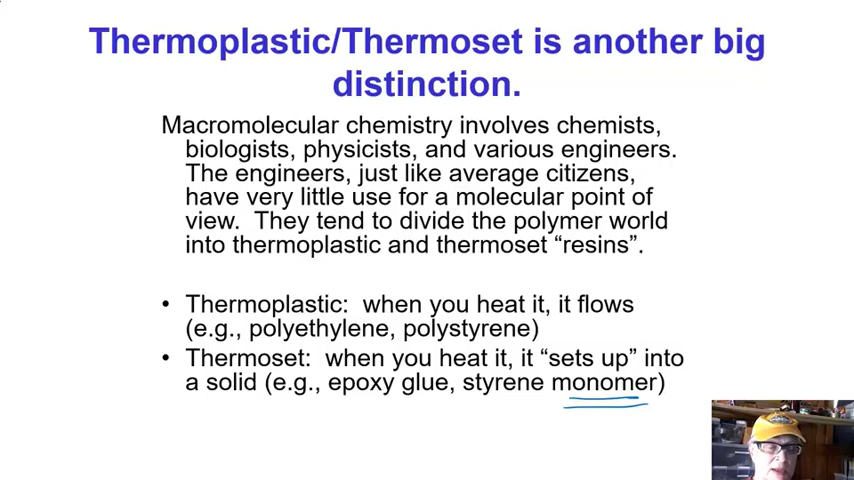 Thermoplastic/Thermoset is another big
distinction.
Macromolecular chemistry involves chemists,
biologists, physicists, and various engineers.
The engineers, just like average citizens,
have very little use for a molecular point of
view.  They tend to divide the polymer world
into thermoplastic and thermoset “resins”.
• Thermoplastic:  when you heat it, it flows
(e.g., polyethylene, polystyrene)
• Thermoset:  when you heat it, it “sets up” into
a solid (e.g., epoxy glue, styrene monomer)